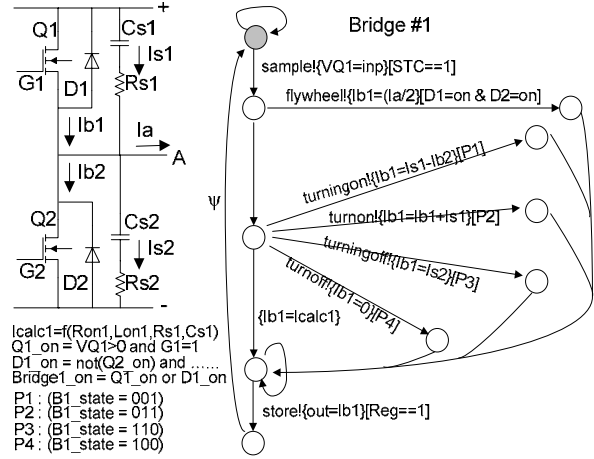 +
Q1
Cs1
Is1
G1
D1
Rs1
Ib1
Ia
A
Ib2
Q2
Cs2
Is2
G2
D2
Rs2
-
Icalc1=f(Ron1,Lon1,Rs1,Cs1)
Q1_on = VQ1>0 and G1=1
D1_on = not(Q2_on) and ......
Bridge1_on = Q1_on or D1_on
P1 : (B1_state = 001)
P2 : (B1_state = 011)
P3 : (B1_state = 110)
P4 : (B1_state = 100)
Bridge #1
sample!{VQ1=inp}[STC==1]
flywheel!{Ib1=(Ia/2}[D1=on & D2=on]
turningon!{Ib1=Is1-Ib2}[P1]
ψ
turnon!{Ib1=Ib1+Is1}[P2]
turningoff!{Ib1=Is2}[P3]
turnoff!{Ib1=0}[P4]
{Ib1=Icalc1}
store!{out=Ib1}[Reg==1]